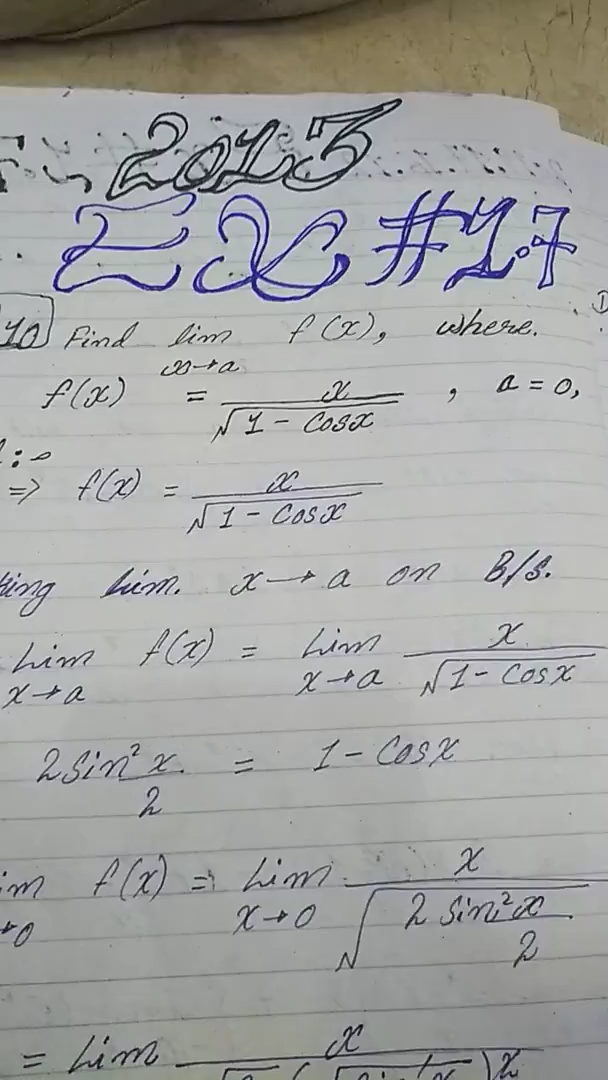 2013
EX #1.7
10 Find lim f(x), where.
x→a
f(x) = x/√1 - Cosx , a = 0,
=> f(x) = x/√1 - Cosx
king Lim. x→a on B/S.
Lim f(x) = Lim x/√1 - Cosx
x→a x→a
2Sin² x/2 = 1 - Cosx
im f(x) = Lim x/√2 Sin² x/2
→0 x→0
= Lim x